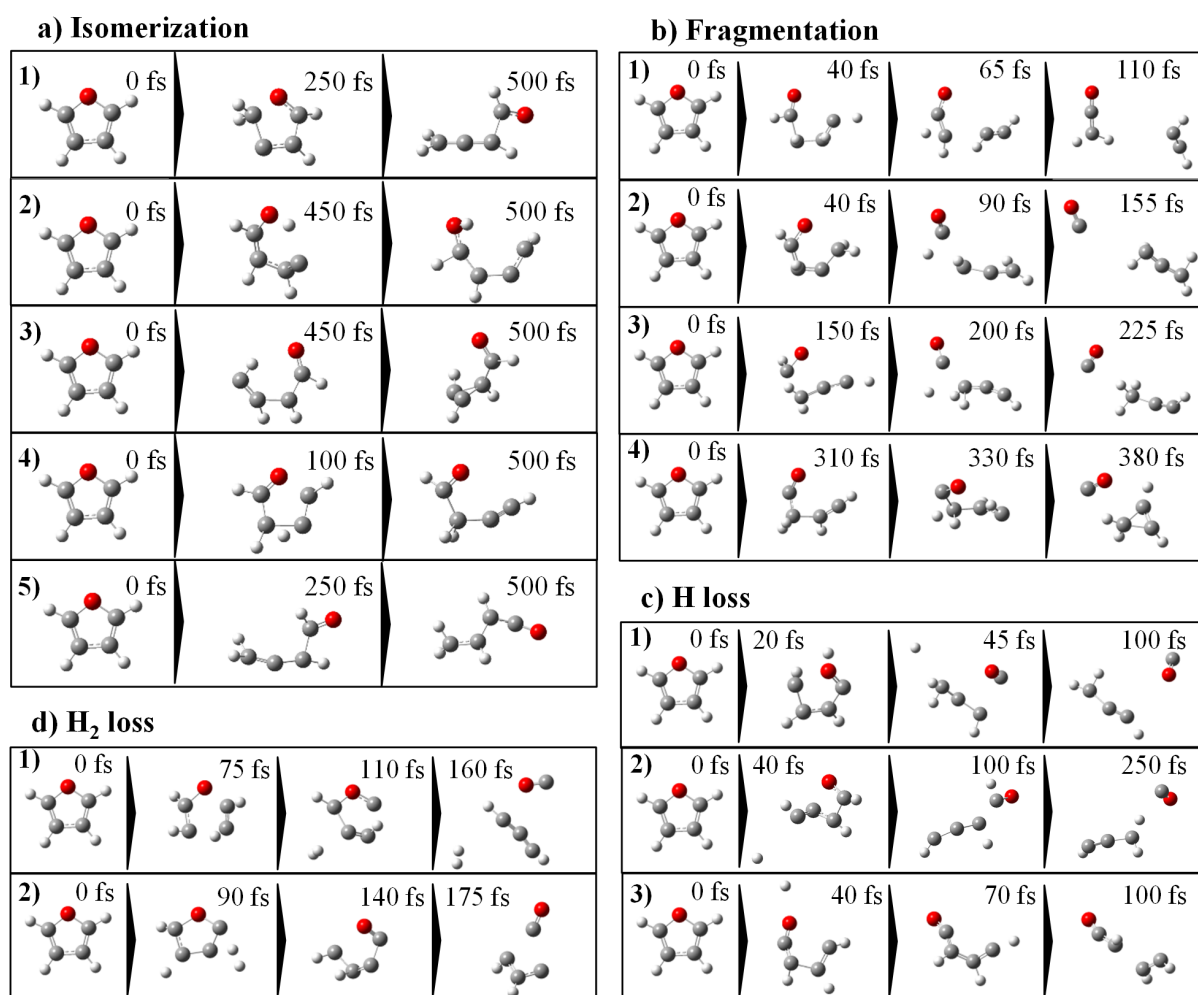 a) Isomerization
1) 0 fs 250 fs 500 fs
2) 0 fs 450 fs 500 fs
3) 0 fs 450 fs 500 fs
4) 0 fs 100 fs 500 fs
5) 0 fs 250 fs 500 fs
b) Fragmentation
1) 0 fs 40 fs 65 fs 110 fs
2) 0 fs 40 fs 90 fs 155 fs
3) 0 fs 150 fs 200 fs 225 fs
4) 0 fs 310 fs 330 fs 380 fs
c) H loss
1) 0 fs 20 fs 45 fs 100 fs
2) 0 fs 40 fs 100 fs 250 fs
3) 0 fs 40 fs 70 fs 100 fs
d) H₂ loss
1) 0 fs 75 fs 110 fs 160 fs
2) 0 fs 90 fs 140 fs 175 fs